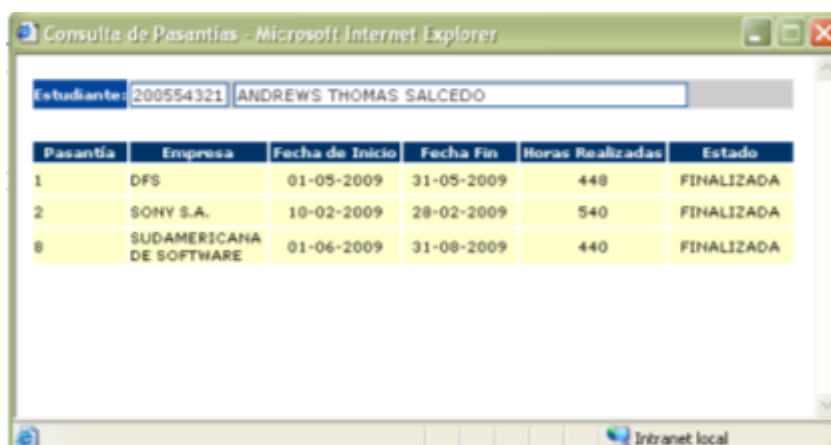 Consulta de Pasantías - Microsoft Internet Explorer
Estudiante: 200554321 ANDREWS THOMAS SALCEDO
Pasantía Empresa Fecha de Inicio Fecha Fin Horas Realizadas Estado
1 DFS 01-05-2009 31-05-2009 448 FINALIZADA
2 SONY S.A. 10-02-2009 28-02-2009 540 FINALIZADA
8 SUDAMERICANA DE SOFTWARE 01-06-2009 31-08-2009 440 FINALIZADA
Intranet local